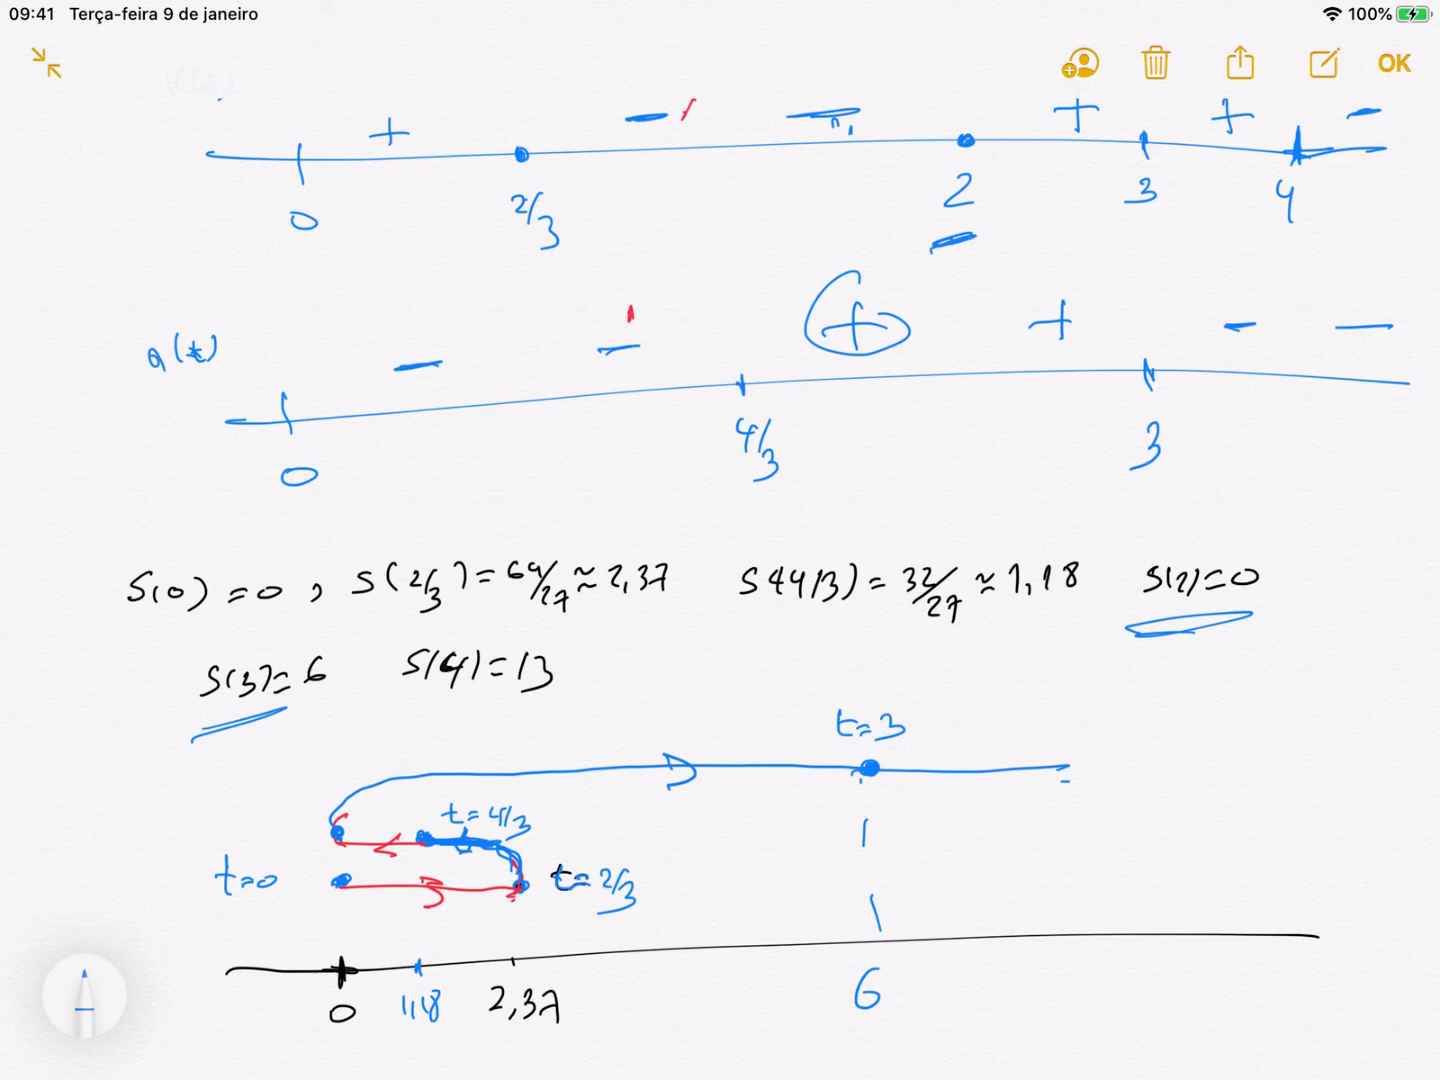 09:41 Terça-feira 9 de janeiro 100%
OK
+ − − + + −
0 2/3 2 3 4
a(t) − − + + − −
0 4/3 3
S(0)=0, S(2/3)=64/27≈2,37 S(4/3)=32/27≈1,18 S(2)=0
S(3)=6 S(4)=13
t=3
t=4/3
t=0 t=2/3
0 1,18 2,37 6